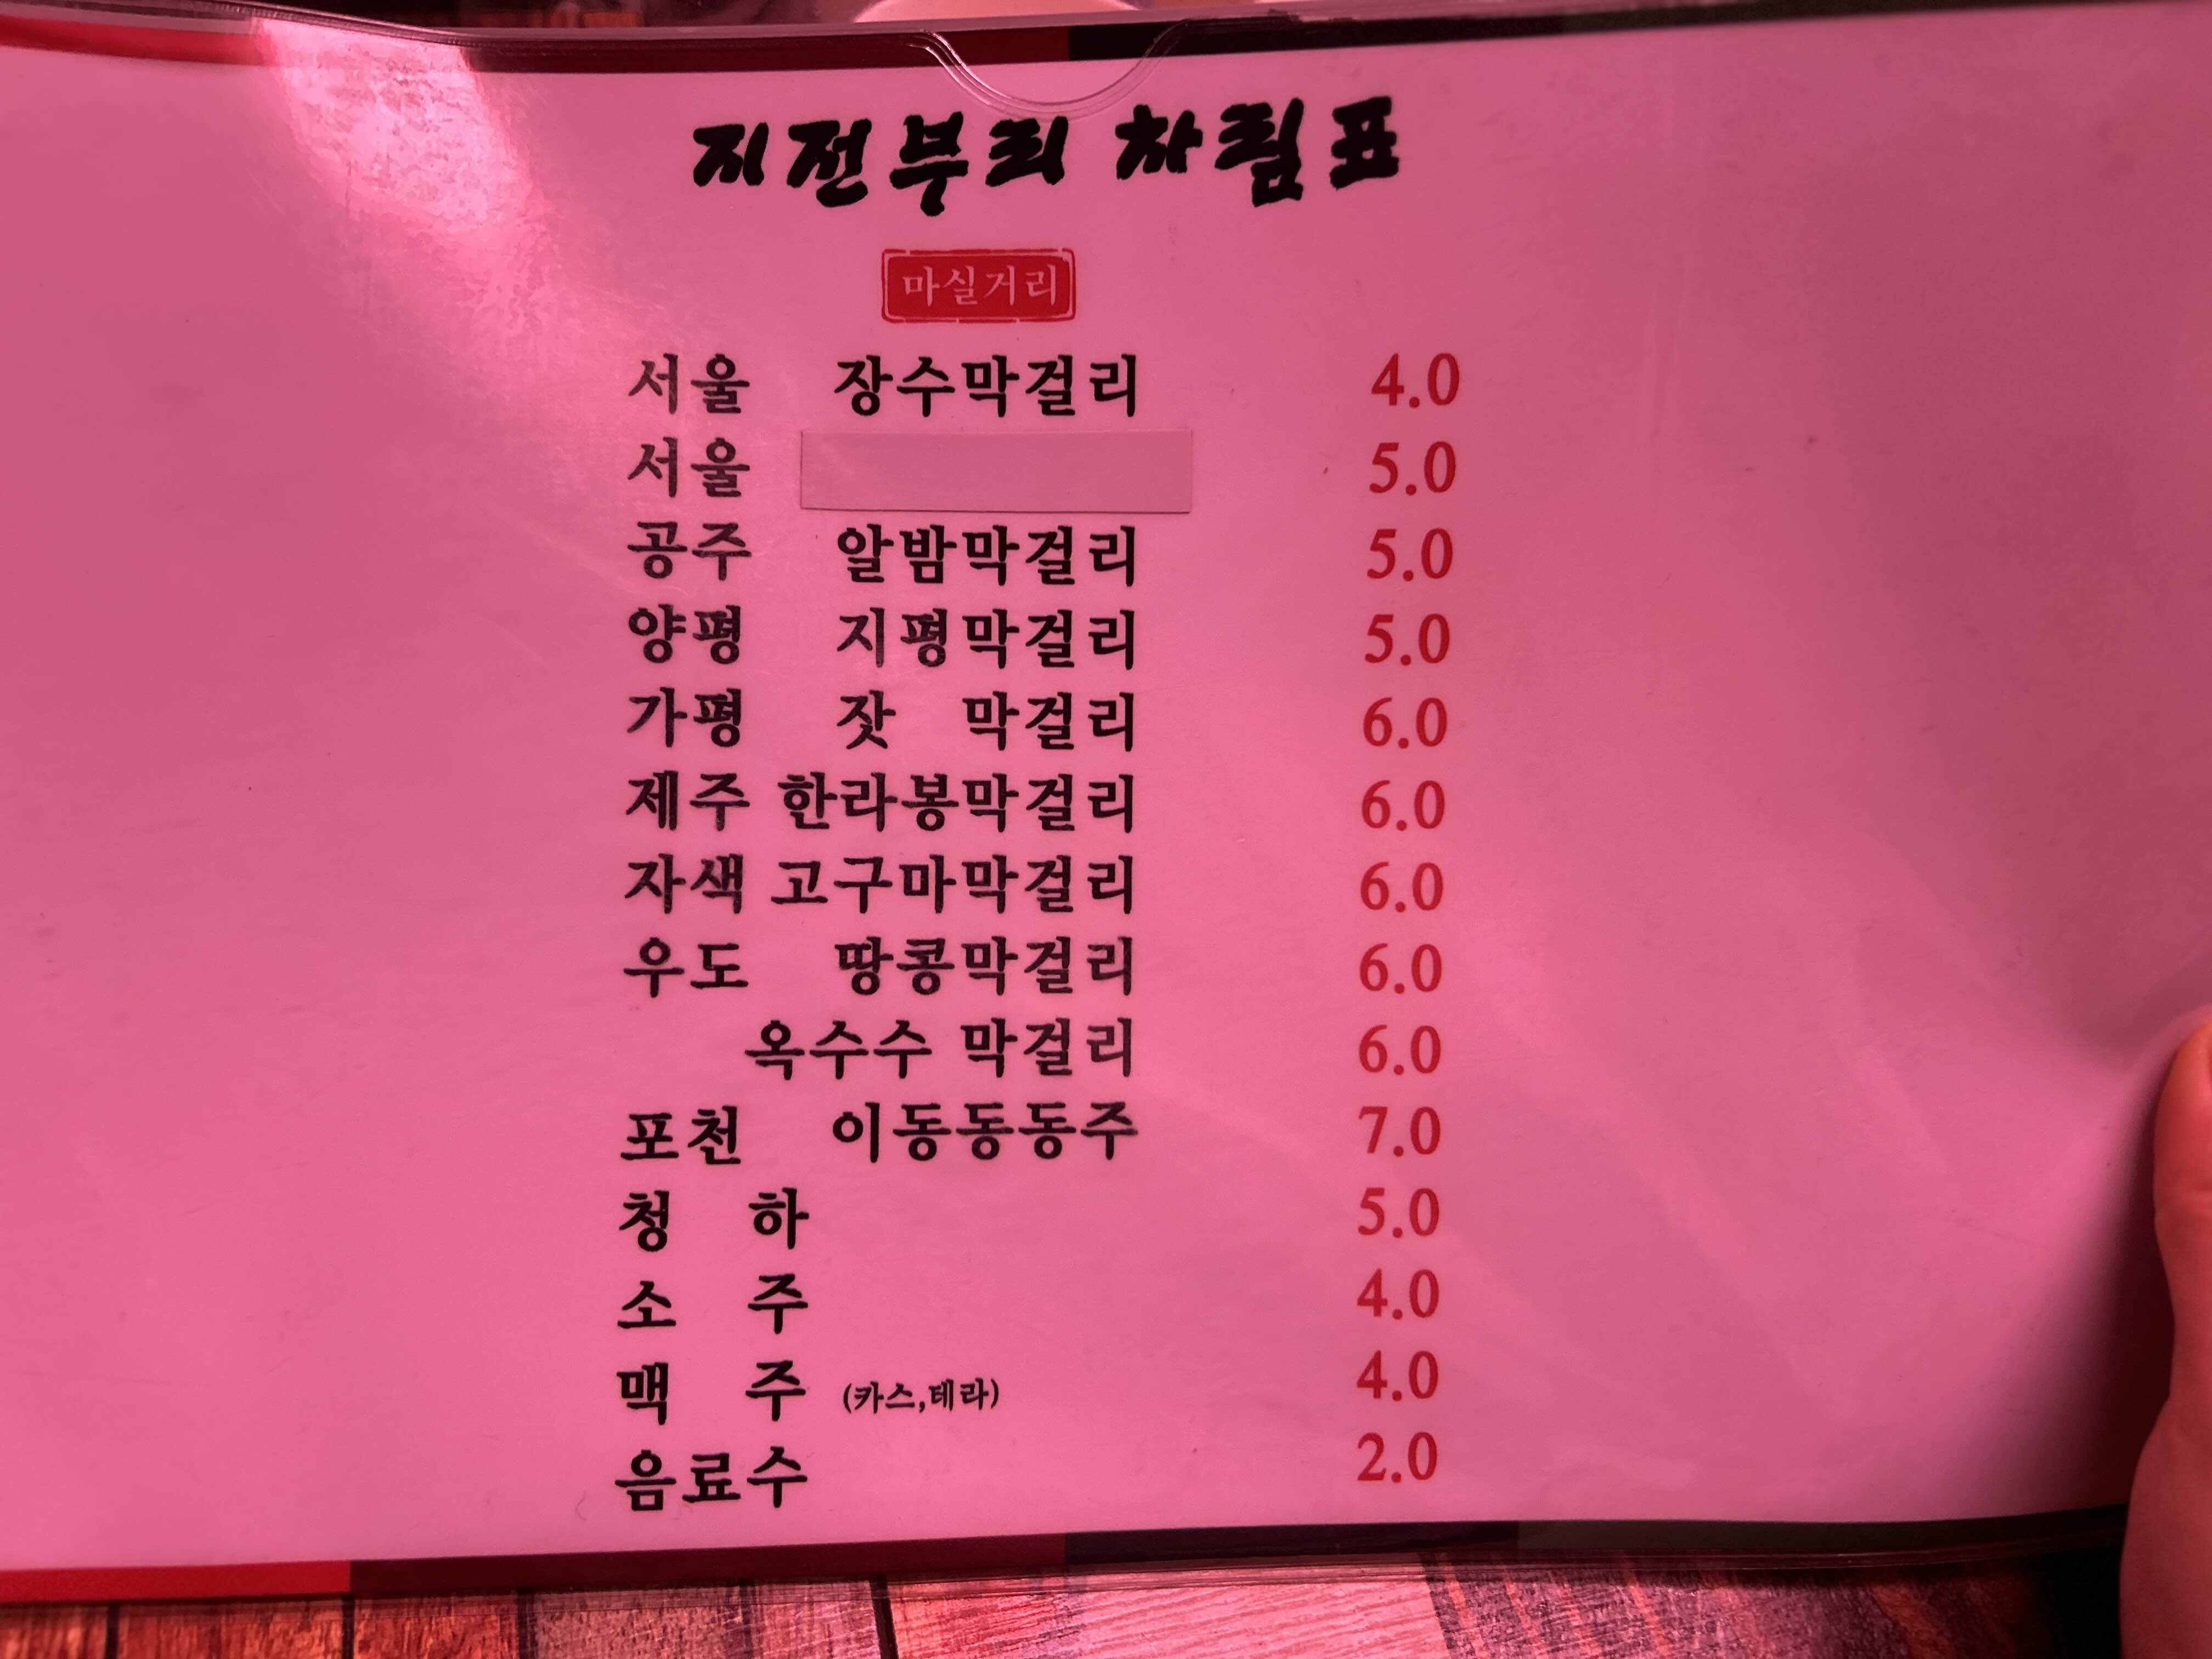 지전부리 차림표
마실거리
서울 장수막걸리 4.0
서울 5.0
공주 알밤막걸리 5.0
양평 지평막걸리 5.0
가평 잣 막걸리 6.0
제주 한라봉막걸리 6.0
자색 고구마막걸리 6.0
우도 땅콩막걸리 6.0
옥수수 막걸리 6.0
포천 이동동동주 7.0
청 하 5.0
소 주 4.0
맥 주 (카스,테라) 4.0
음료수 2.0